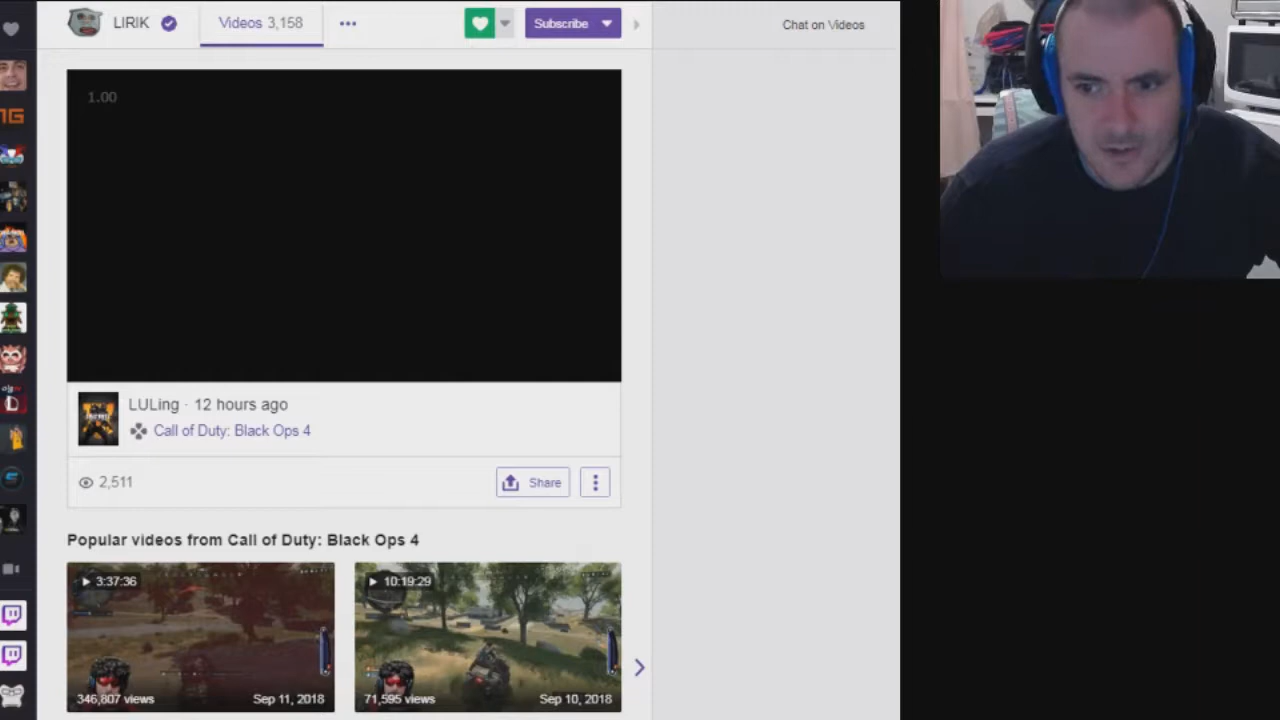 LIRIK
Videos 3,158
Subscribe
Chat on Videos
1.00
LULing · 12 hours ago
Call of Duty: Black Ops 4
2,511
Share
Popular videos from Call of Duty: Black Ops 4
3:37:36
10:19:29
346,807 views
Sep 11, 2018
71,595 views
Sep 10, 2018